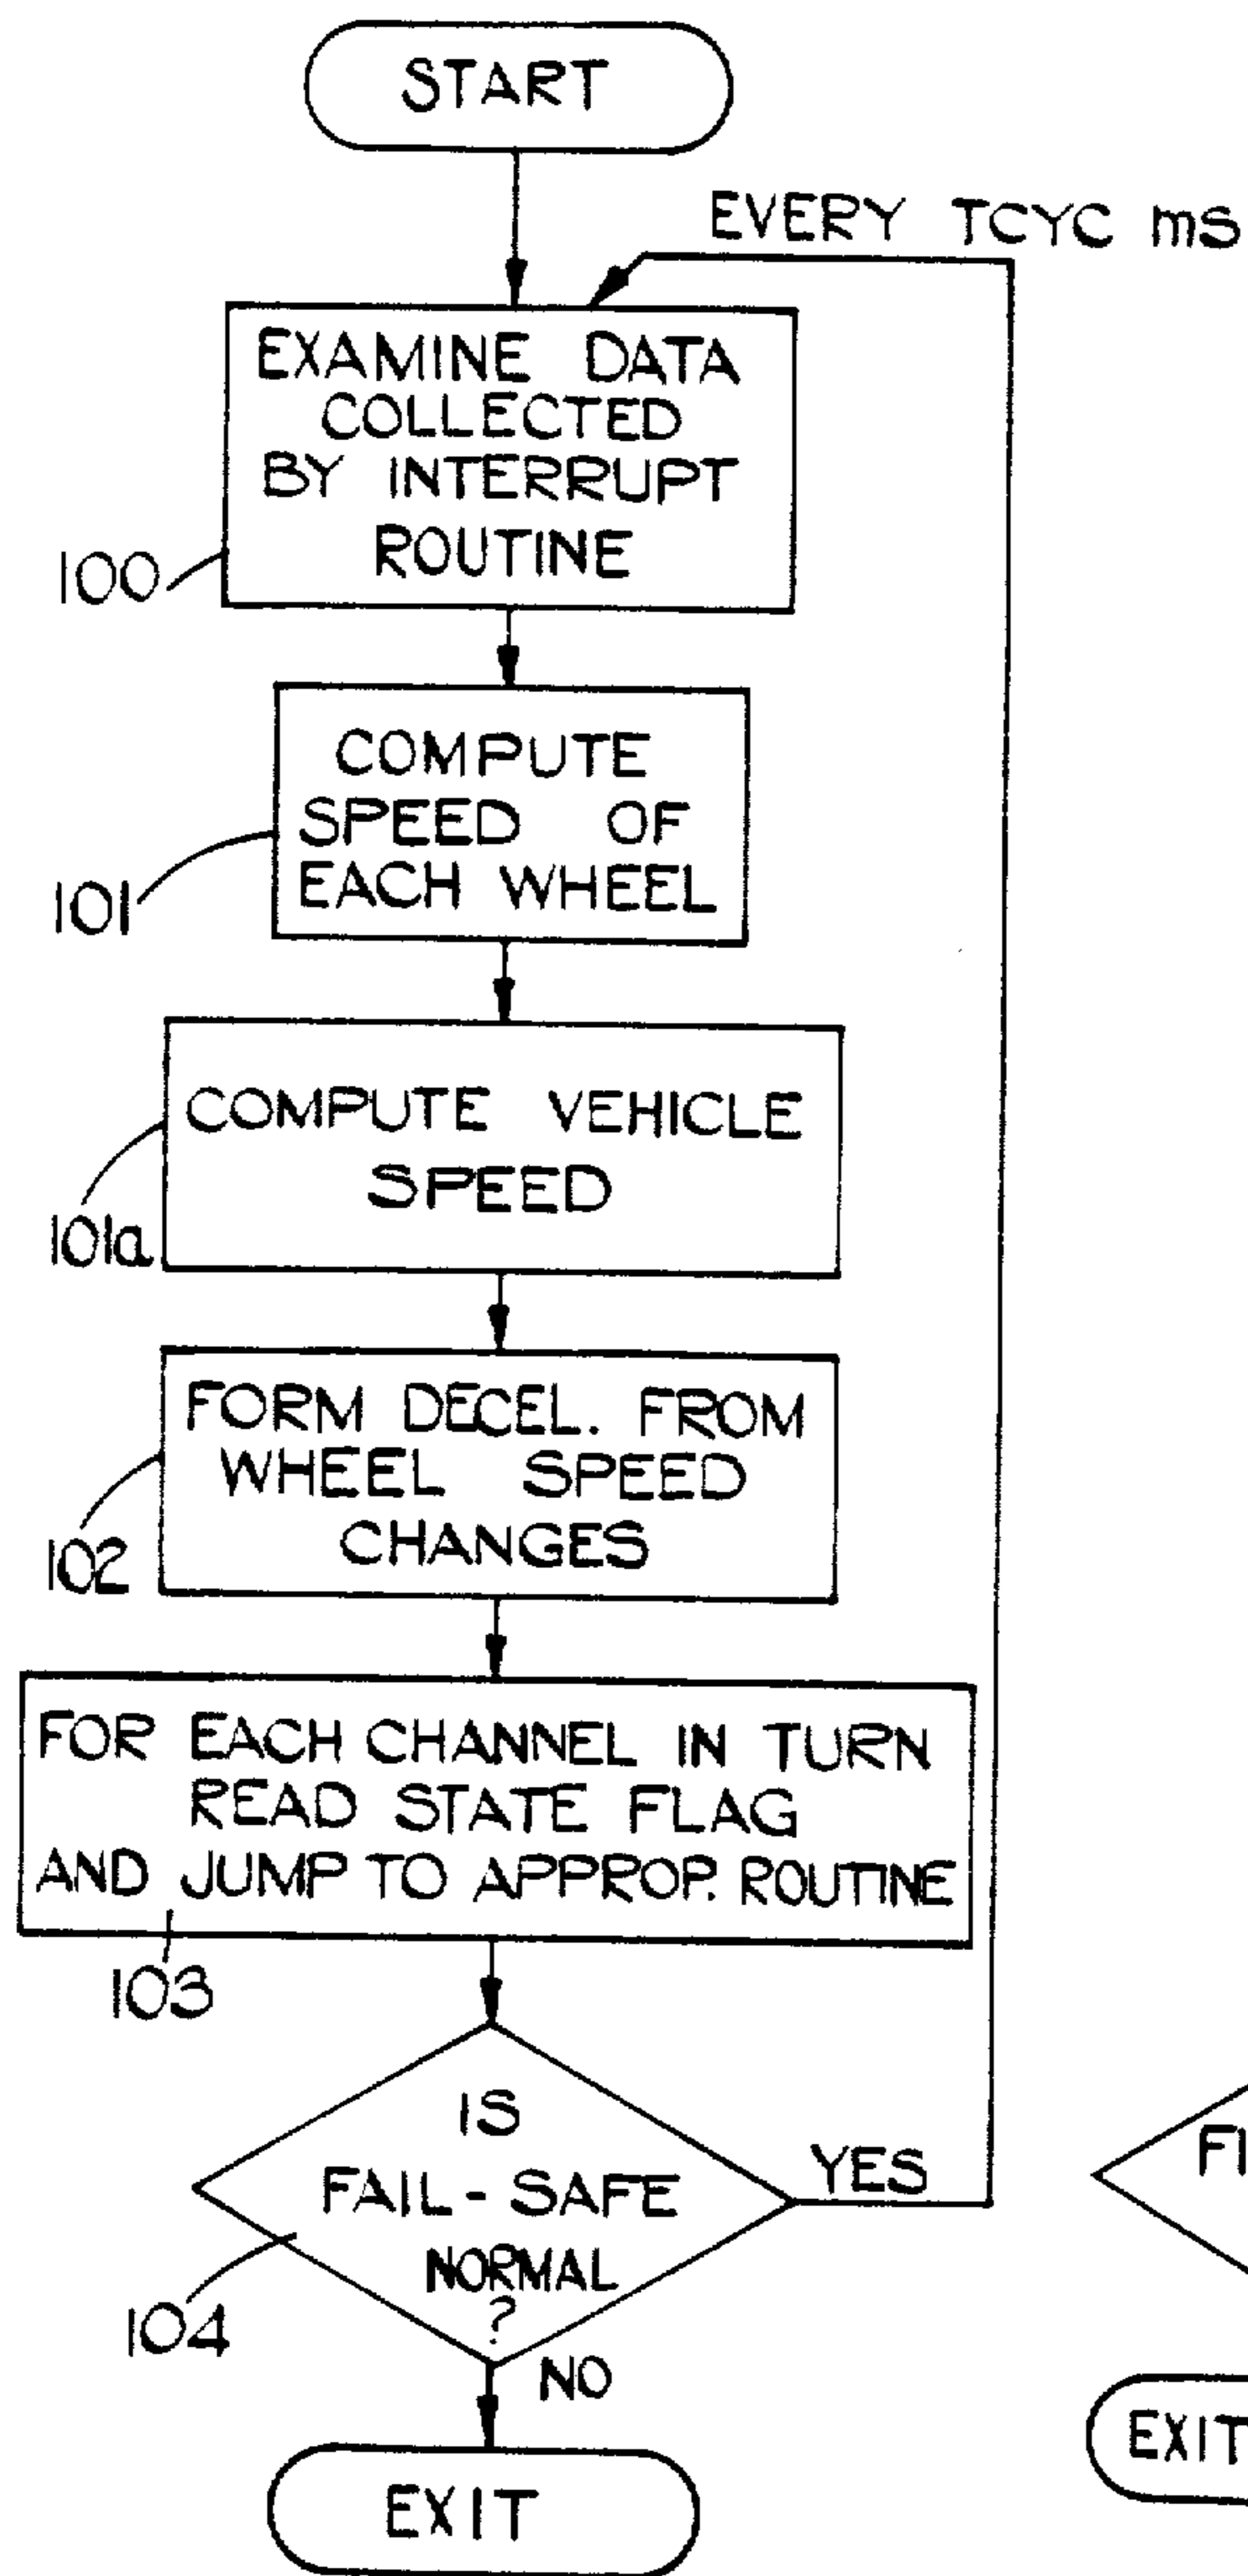 START
EVERY TCYC mS
EXAMINE DATA
COLLECTED
BY INTERRUPT
ROUTINE
100
COMPUTE
SPEED OF
EACH WHEEL
101
COMPUTE VEHICLE
SPEED
101a
FORM DECEL. FROM
WHEEL SPEED
CHANGES
102
FOR EACH CHANNEL IN TURN
READ STATE FLAG
AND JUMP TO APPROP. ROUTINE
103
IS
FAIL-SAFE
NORMAL
?
YES
104
NO
EXIT
EXIT